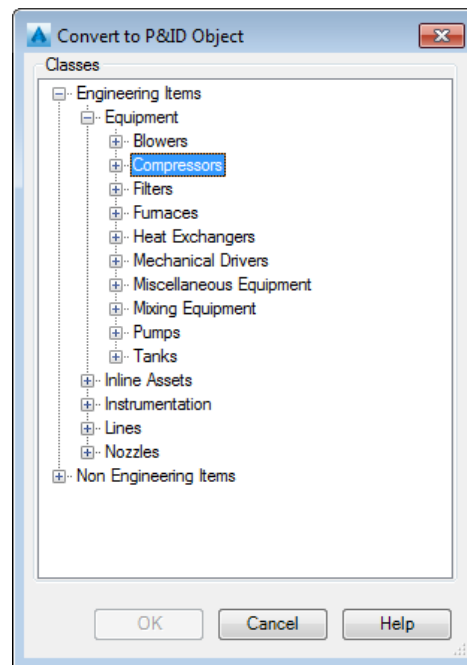 Convert to P&ID Object
Classes
Engineering Items
Equipment
Blowers
Compressors
Filters
Furnaces
Heat Exchangers
Mechanical Drivers
Miscellaneous Equipment
Mixing Equipment
Pumps
Tanks
Inline Assets
Instrumentation
Lines
Nozzles
Non Engineering Items
OK Cancel Help